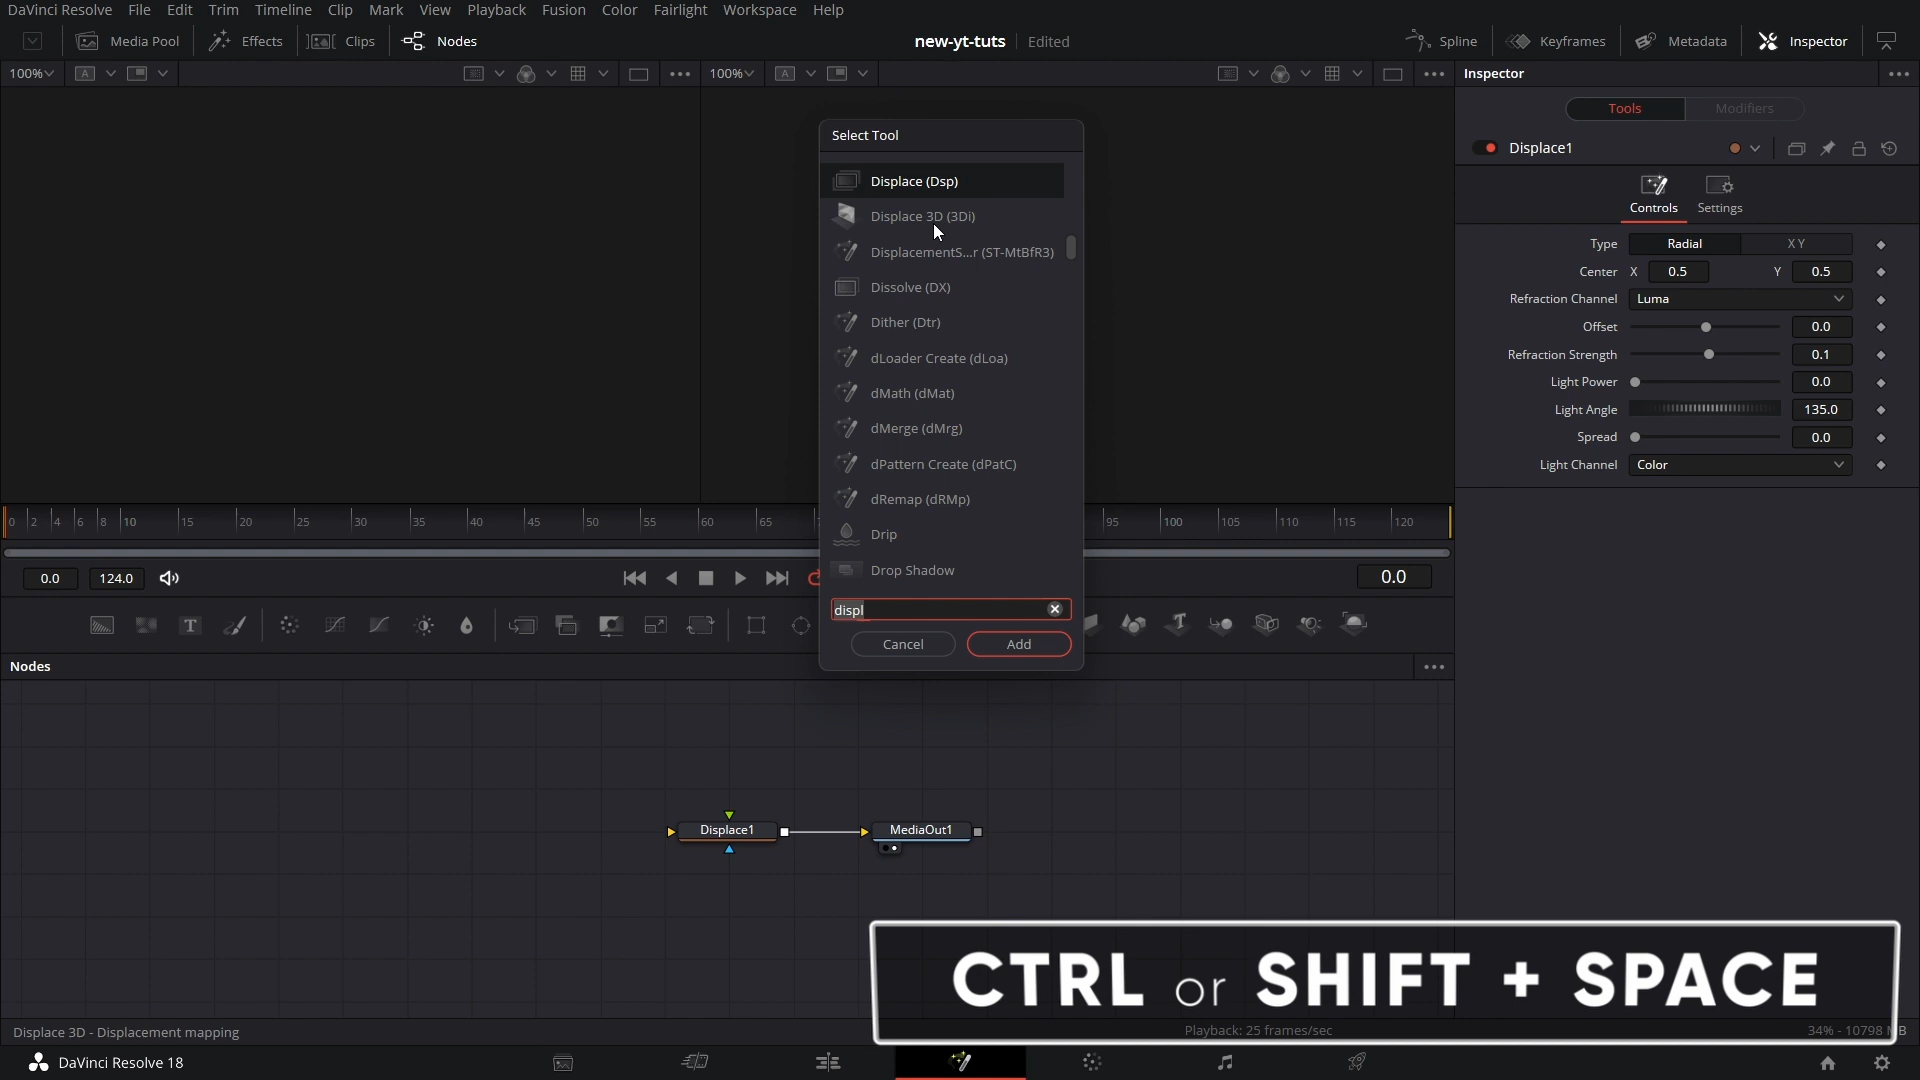 DaVinci Resolve File Edit Trim Timeline Clip Mark View Playback Fusion Color Fairlight Workspace Help
Media Pool Effects Clips Nodes new-yt-tuts Edited Spline Keyframes Metadata Inspector
100% A 100% A Inspector
Select Tool
Displace (Dsp)
Displace 3D (3Di)
DisplacementS...r (ST-MtBfR3)
Dissolve (DX)
Dither (Dtr)
dLoader Create (dLoa)
dMath (dMat)
dMerge (dMrg)
dPattern Create (dPatC)
dRemap (dRMp)
Drip
Drop Shadow
displ
Cancel Add
Tools Modifiers
Displace1
Controls Settings
Type Radial X Y
Center X 0.5 Y 0.5
Refraction Channel Luma
Offset 0.0
Refraction Strength 0.1
Light Power 0.0
Light Angle 135.0
Spread 0.0
Light Channel Color
0 2 4 6 8 10 15 20 25 30 35 40 45 50 55 60 65 95 100 105 110 115 120
0.0 124.0 0.0
T T
Nodes
Displace1 MediaOut1
CTRL or SHIFT + SPACE
Displace 3D - Displacement mapping Playback: 25 frames/sec 34% - 10798 MB
DaVinci Resolve 18